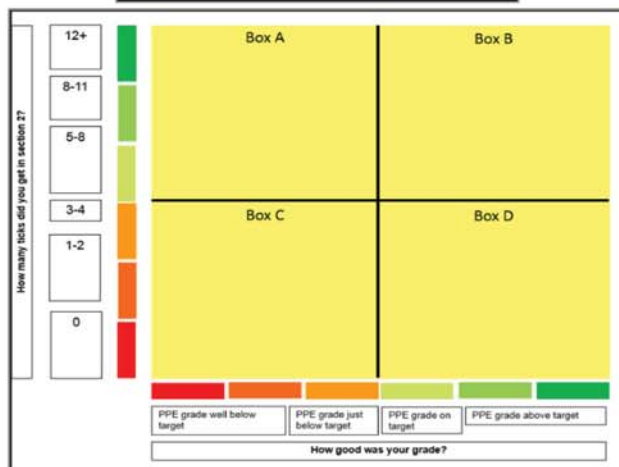 How many ticks did you get in section 2?
12+
8-11
5-8
3-4
1-2
0
Box A
Box B
Box C
Box D
PPE grade well below
target
PPE grade just
below target
PPE grade on
target
PPE grade above target
How good was your grade?